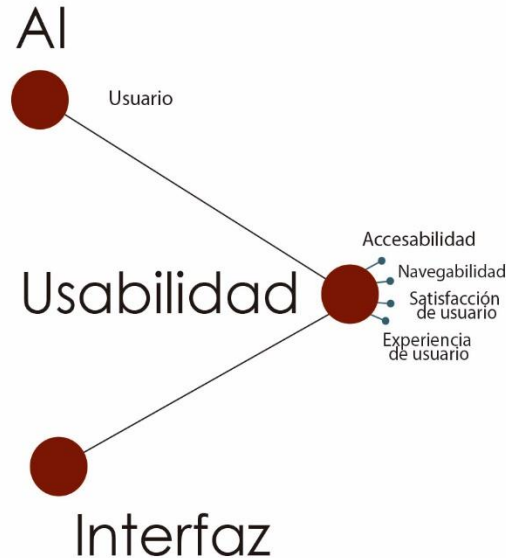 AI
Usuario
Accesabilidad
Navegabilidad
Usabilidad
Satisfacción
de usuario
Experiencia
de usuario
Interfaz